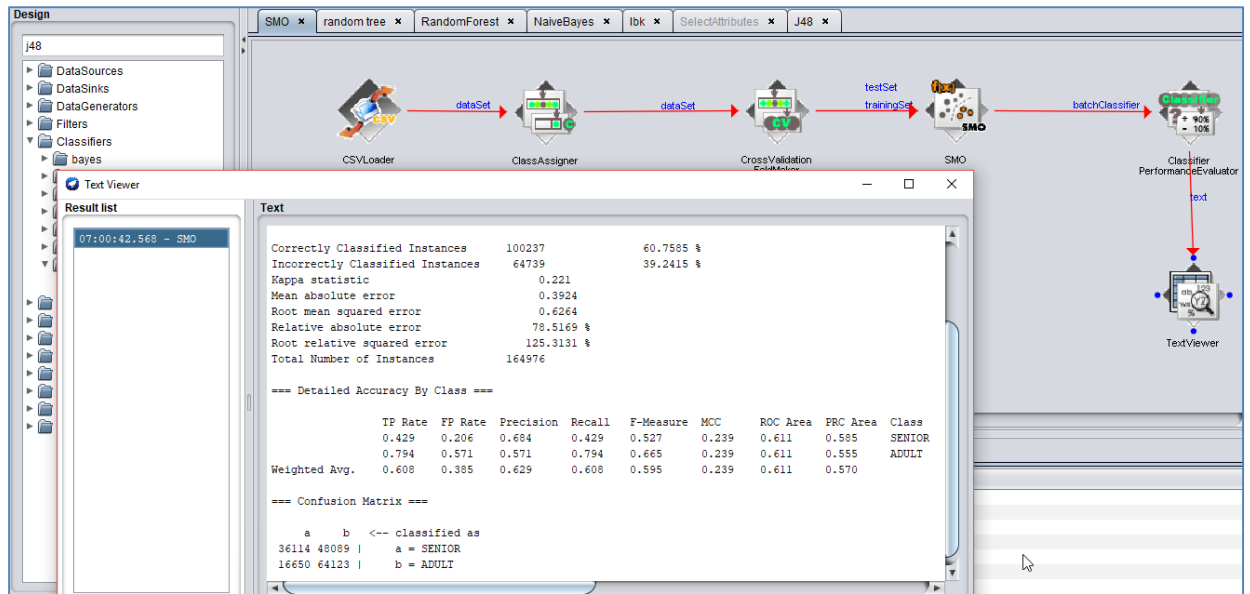 Design
j48
DataSources
DataSinks
DataGenerators
Filters
Classifiers
bayes
SMO × random tree × RandomForest × NaiveBayes × Ibk × SelectAttributes × J48 ×
dataSet dataSet testSet
trainingSet batchClassifier
CSV C CV f(x) SMO Classifier
? + 90%
- 10%
CSVLoader ClassAssigner CrossValidation SMO Classifier
FoldMaker PerformanceEvaluator
text
TextViewer
Text Viewer
Result list
07:00:42.568 - SMO
Text
Correctly Classified Instances 100237 60.7585 %
Incorrectly Classified Instances 64739 39.2415 %
Kappa statistic 0.221
Mean absolute error 0.3924
Root mean squared error 0.6264
Relative absolute error 78.5169 %
Root relative squared error 125.3131 %
Total Number of Instances 164976
=== Detailed Accuracy By Class ===
TP Rate FP Rate Precision Recall F-Measure MCC ROC Area PRC Area Class
0.429 0.206 0.684 0.429 0.527 0.239 0.611 0.585 SENIOR
0.794 0.571 0.571 0.794 0.665 0.239 0.611 0.555 ADULT
Weighted Avg. 0.608 0.385 0.629 0.608 0.595 0.239 0.611 0.570
=== Confusion Matrix ===
a b <-- classified as
36114 48089 | a = SENIOR
16650 64123 | b = ADULT